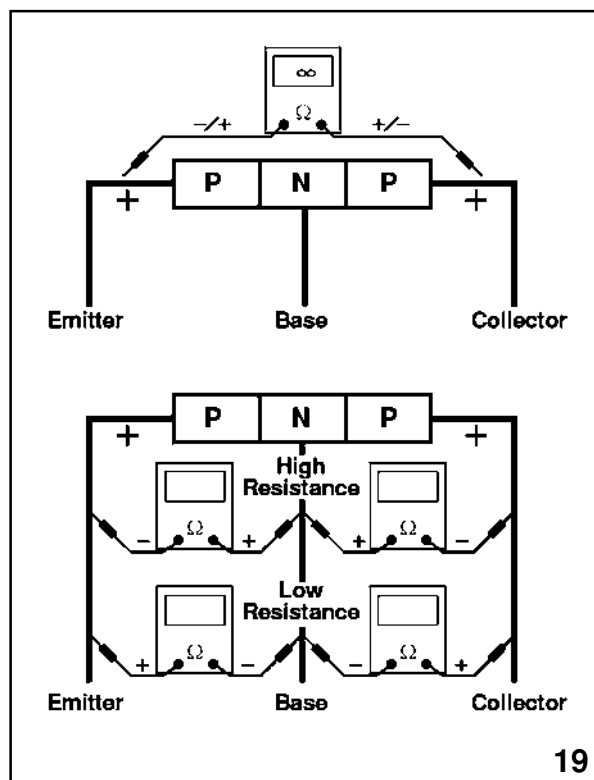 ∞
Ω
−/+ +/−
P N P
+ +
Emitter Base Collector
P N P
+ +
High
Resistance
Ω Ω
− + + −
Low
Resistance
Ω Ω
+ − − +
Emitter Base Collector
19